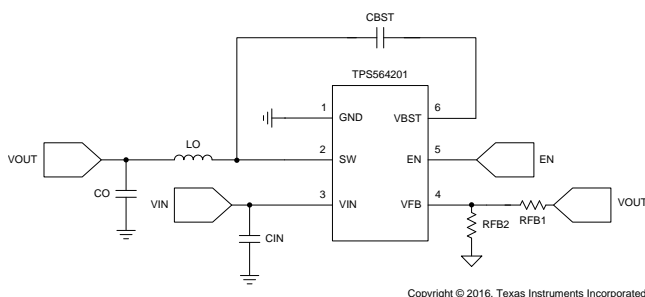 CBST
TPS564201
1 GND VBST 6
LO
VOUT 2 SW EN 5 EN
CO
VIN 3 VIN VFB 4 VOUT
RFB2 RFB1
CIN
Copyright © 2016, Texas Instruments Incorporated